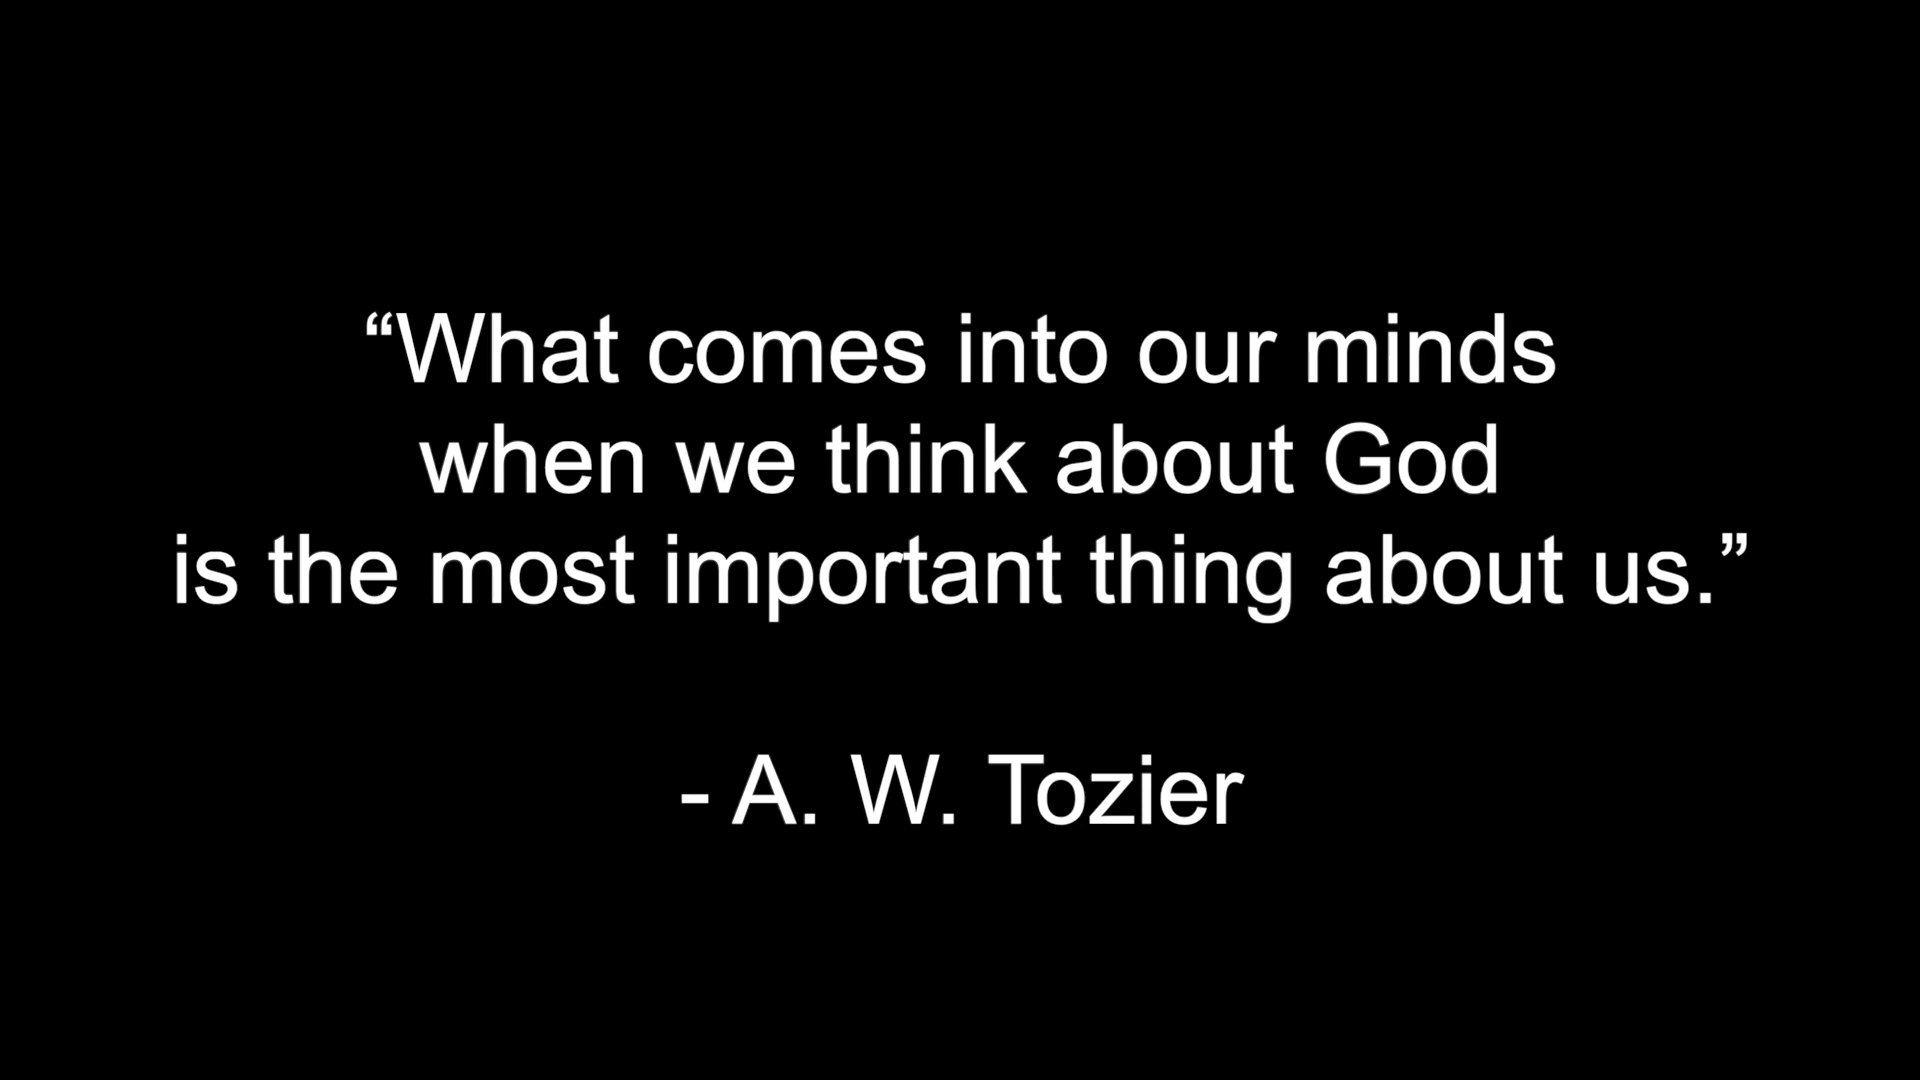 “What comes into our minds
when we think about God
is the most important thing about us.”
- A. W. Tozier